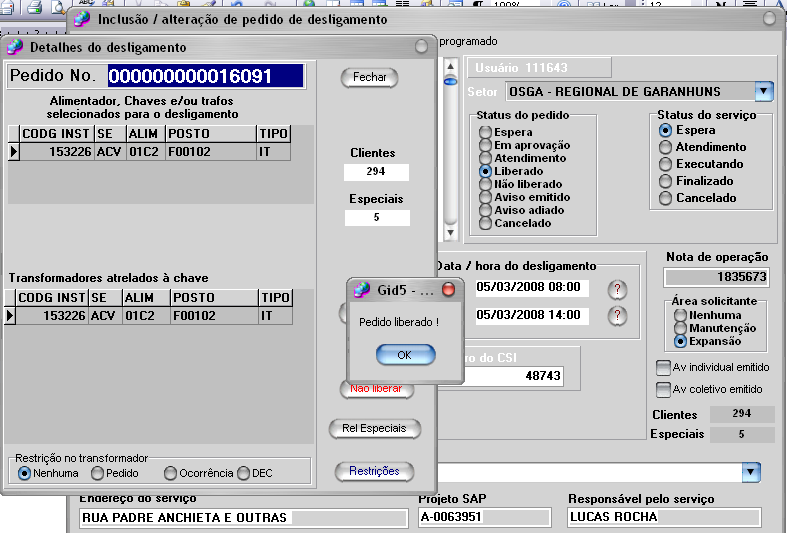 Inclusão / alteração de pedido de desligamento
Detalhes do desligamento
Pedido No. 000000000016091
Fechar
Alimentador, Chaves e/ou trafos
selecionados para o desligamento
CODG INST SE ALIM POSTO TIPO
153226 ACV 01C2 F00102 IT
Clientes
294
Especiais
5
Transformadores atrelados à chave
CODG INST SE ALIM POSTO TIPO
153226 ACV 01C2 F00102 IT
Não liberar
Rel Especiais
Restrições
Restrição no transformador
Nenhuma Pedido Ocorrência DEC
Gid5 - ...
Pedido liberado !
OK
programado
Usuário 111643
Setor OSGA - REGIONAL DE GARANHUNS
Status do pedido
Espera
Em aprovação
Atendimento
Liberado
Não liberado
Aviso emitido
Aviso adiado
Cancelado
Status do serviço
Espera
Atendimento
Executando
Finalizado
Cancelado
Data / hora do desligamento
05/03/2008 08:00 ?
05/03/2008 14:00 ?
Nota de operação
1835673
Área solicitante
Nenhuma
Manutenção
Expansão
ro do CSI
48743
Av individual emitido
Av coletivo emitido
Clientes 294
Especiais 5
Endereço do serviço
RUA PADRE ANCHIETA E OUTRAS
Projeto SAP
A-0063951
Responsável pelo serviço
LUCAS ROCHA